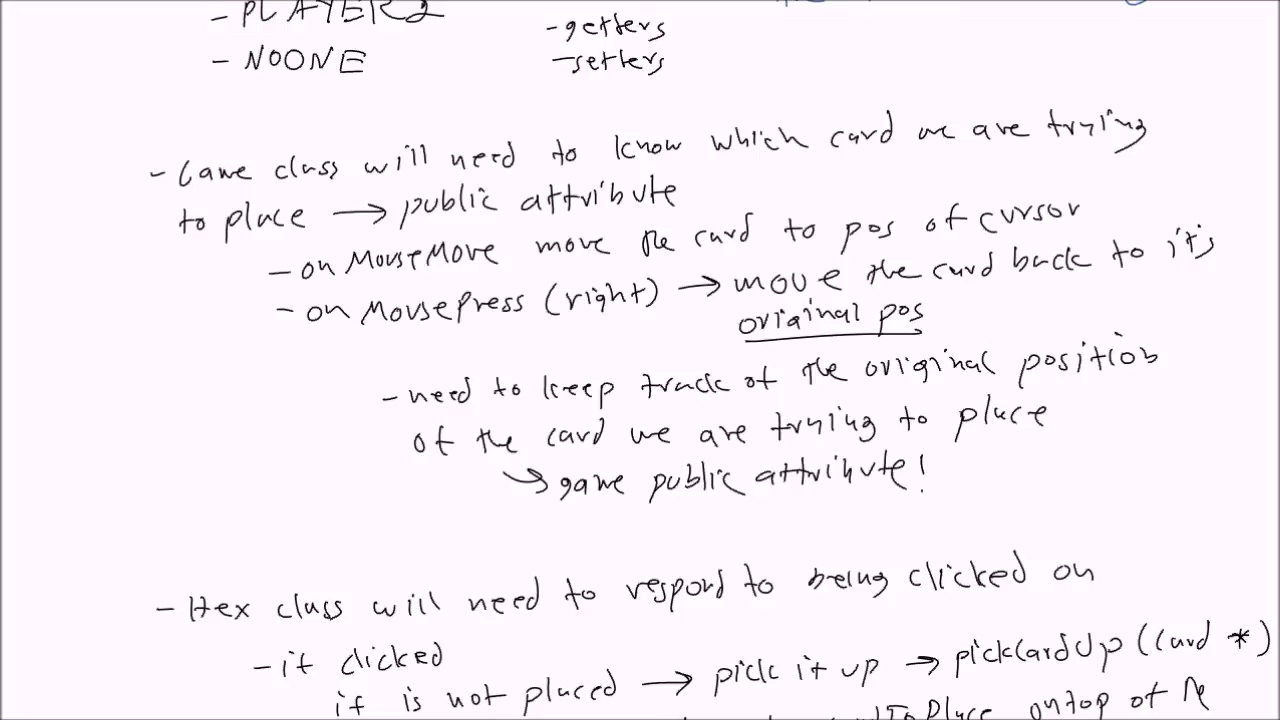 - PLAYER2
- getters
- NOONE
- setters
- Game class will need to know which card we are trying
to place → public attribute
- on MouseMove move the card to pos of cursor
- on MousePress (right) → move the card back to it's
original pos
- need to keep track of the original position
of the card we are trying to place
↘ game public attribute!
- Hex class will need to respond to being clicked on
- if clicked
if is not placed → pick it up → pickCardUp (Card *)
ToPlace on top of